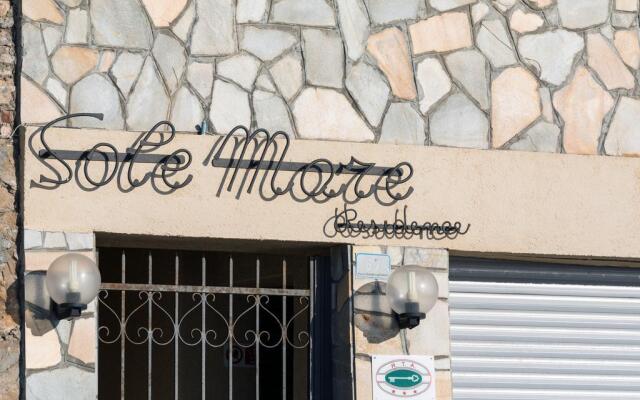 Sole Mare
Residence
R T A
★★★